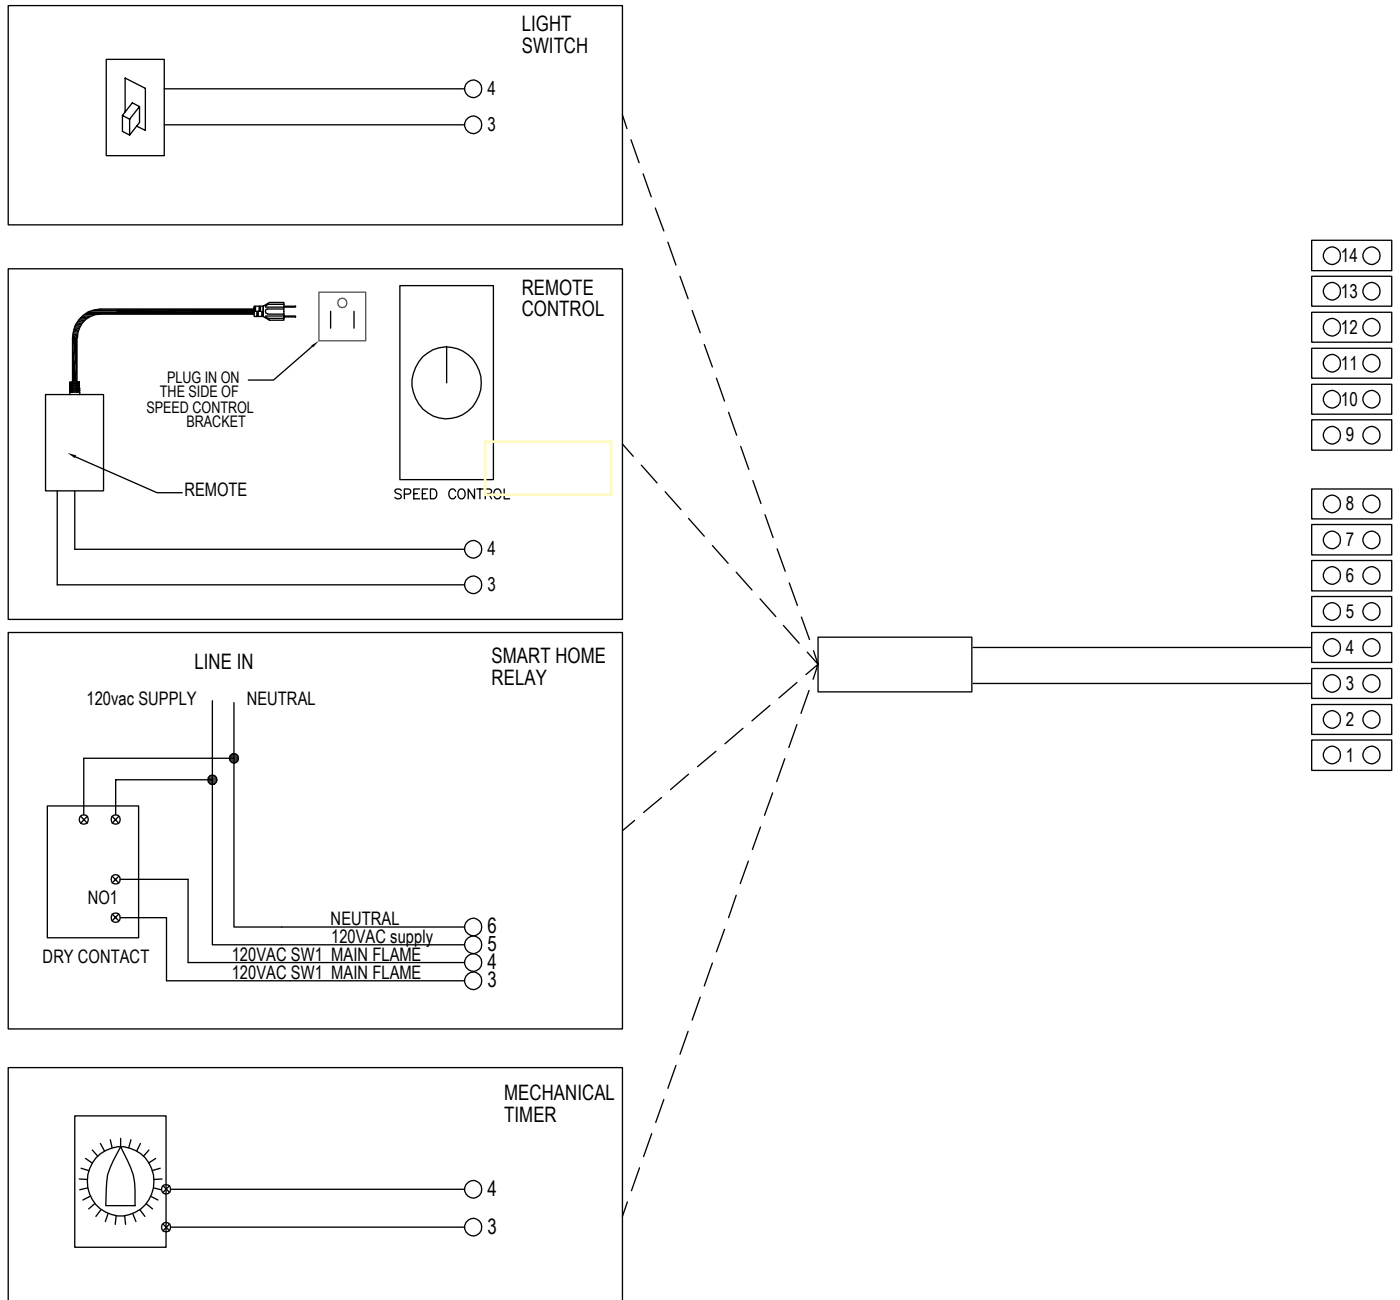 LIGHT
SWITCH
4
3
REMOTE
CONTROL
PLUG IN ON
THE SIDE OF
SPEED CONTROL
BRACKET
REMOTE
SPEED CONTROL
4
3
SMART HOME
RELAY
LINE IN
120vac SUPPLY
NEUTRAL
NO1
DRY CONTACT
NEUTRAL
6
120VAC supply
5
120VAC SW1 MAIN FLAME
4
120VAC SW1 MAIN FLAME
3
MECHANICAL
TIMER
4
3
14
13
12
11
10
9
8
7
6
5
4
3
2
1